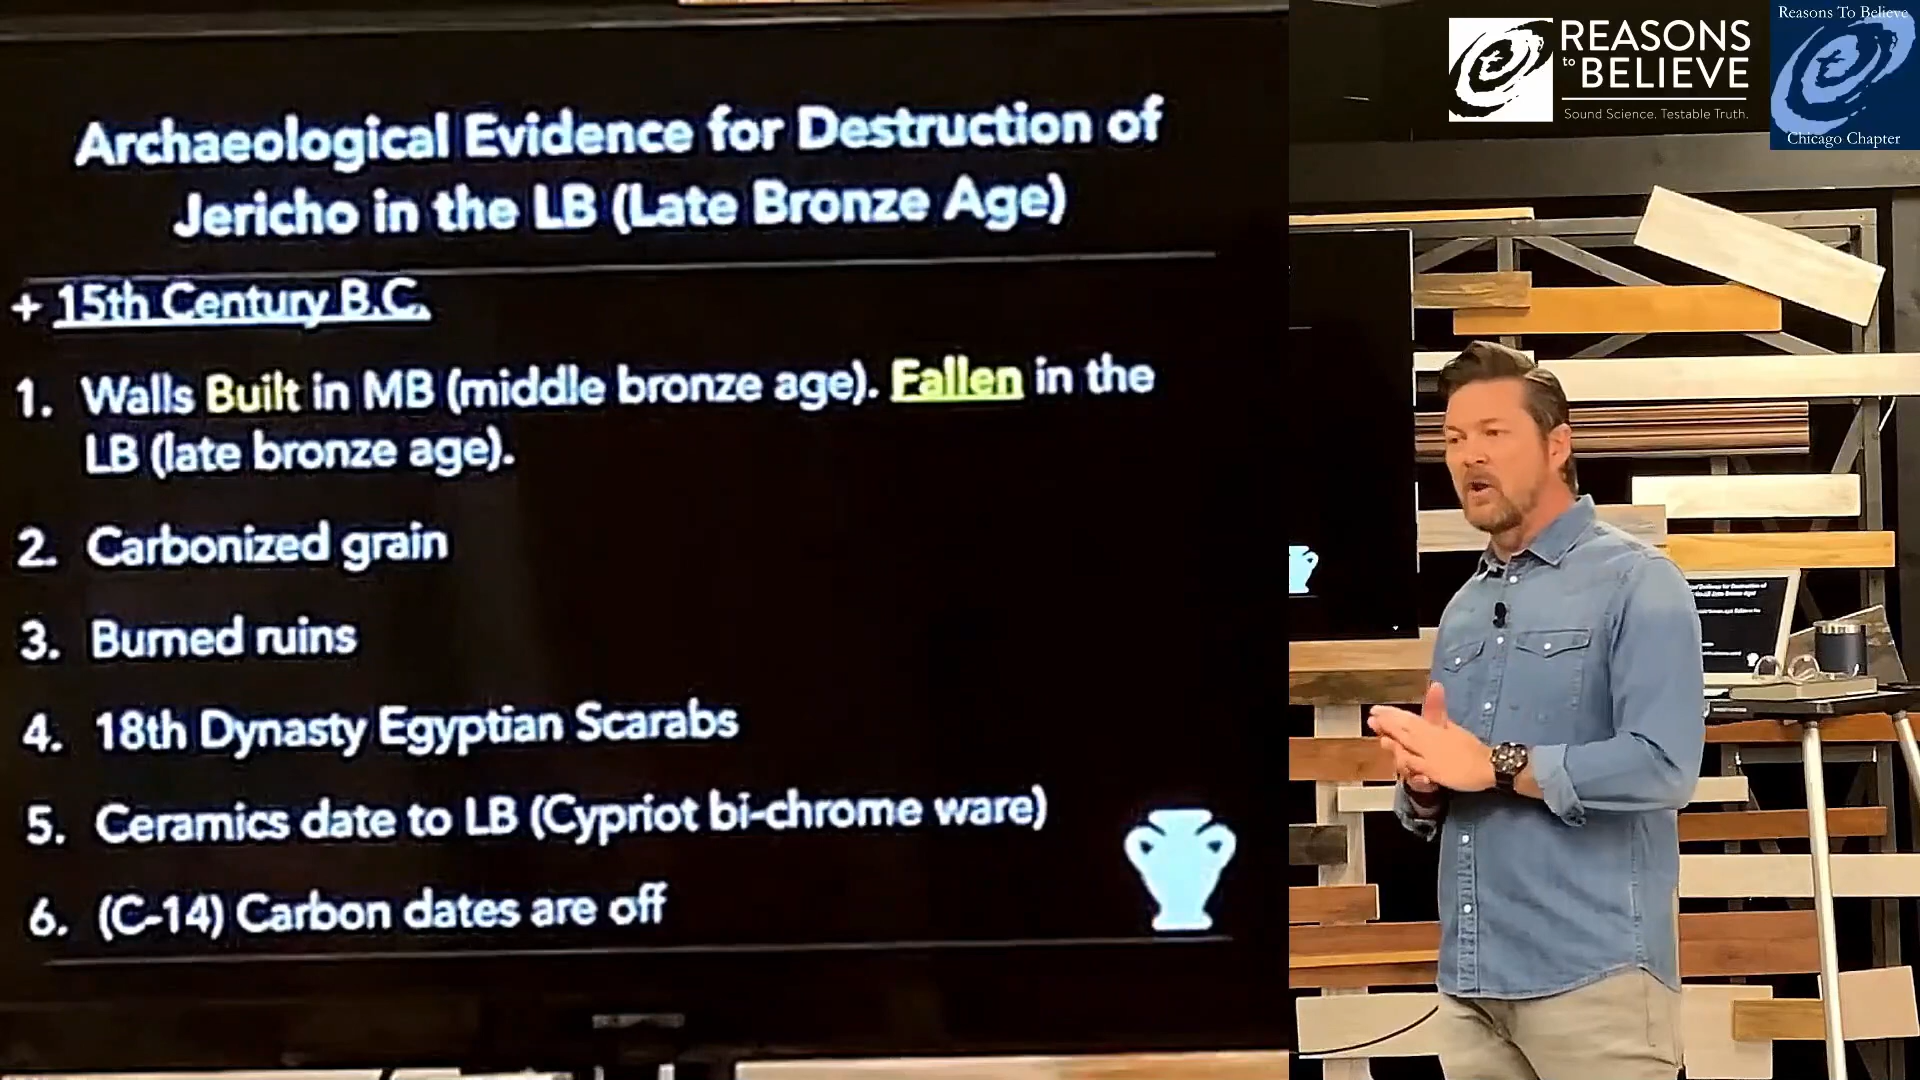 Archaeological Evidence for Destruction of
Jericho in the LB (Late Bronze Age)
+ 15th Century B.C.
1. Walls Built in MB (middle bronze age). Fallen in the
LB (late bronze age).
2. Carbonized grain
3. Burned ruins
4. 18th Dynasty Egyptian Scarabs
5. Ceramics date to LB (Cypriot bi-chrome ware)
6. (C-14) Carbon dates are off
REASONS
to BELIEVE
Sound Science. Testable Truth.
Reasons To Believe
Chicago Chapter